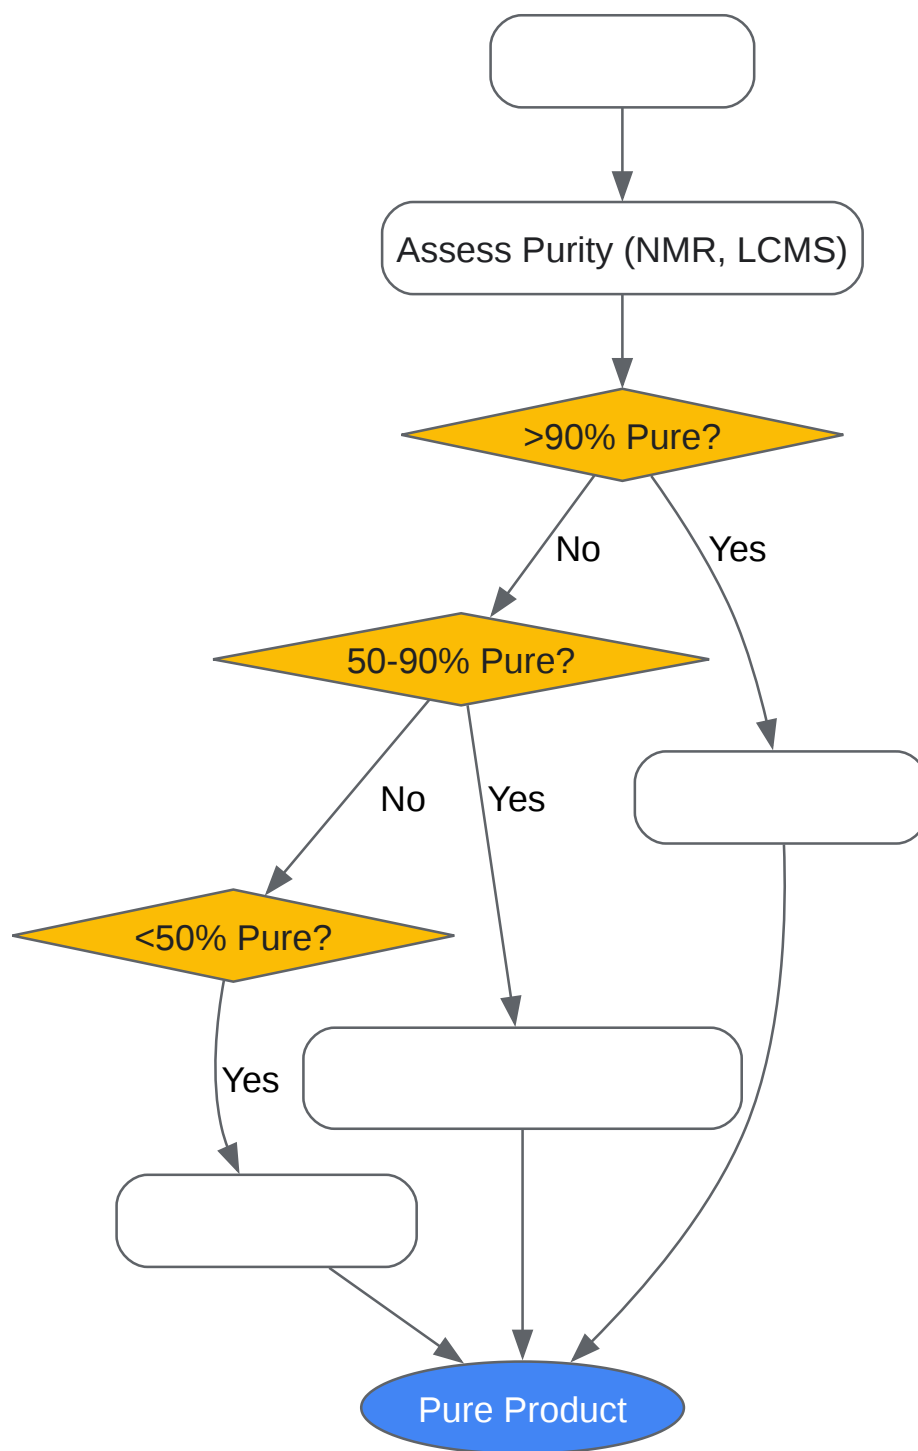 Assess Purity (NMR, LCMS)
>90% Pure?
No
Yes
50-90% Pure?
No
Yes
<50% Pure?
Yes
Pure Product